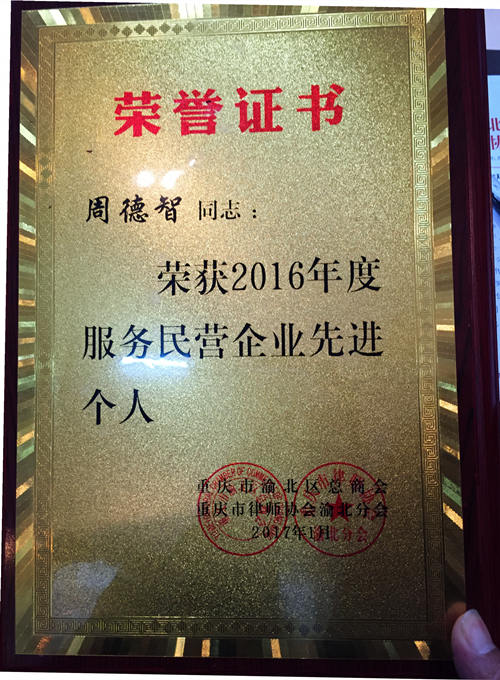 荣誉证书
周德智 同志：
荣获2016年度
服务民营企业先进
个人
重庆市渝北区总商会
重庆市律师协会渝北分会
2017年1月